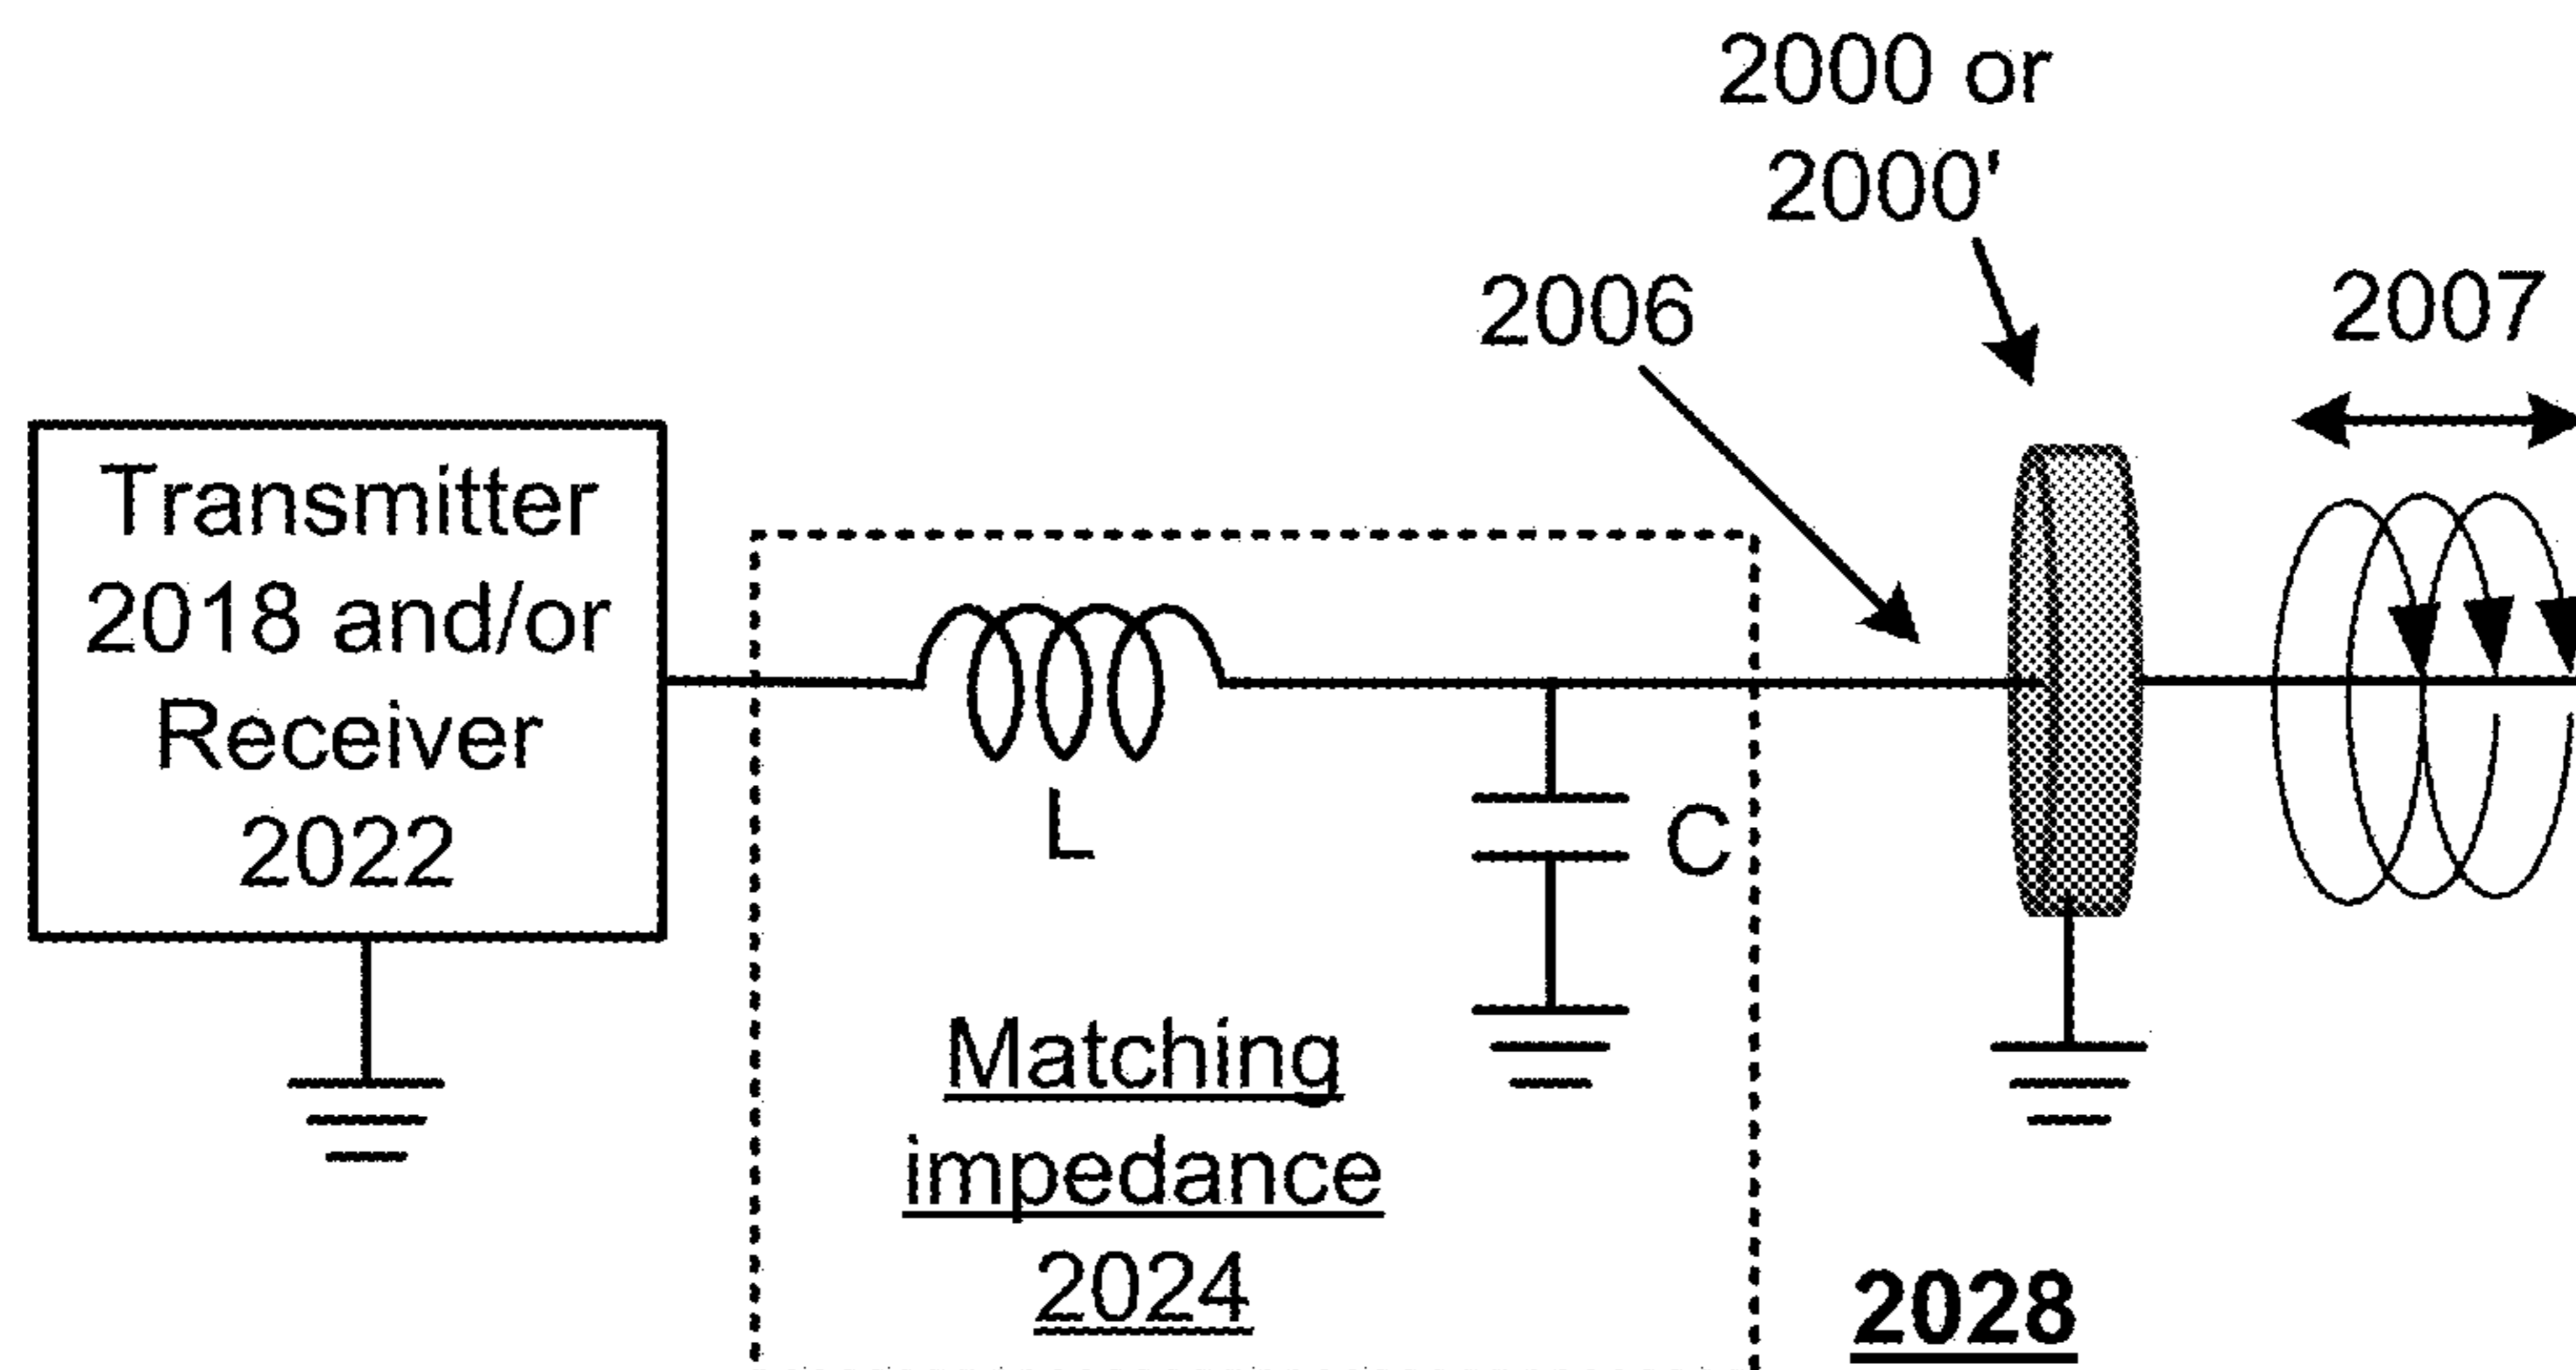 2000 or
2000'
2006
2007
Transmitter
2018 and/or
Receiver
2022
L
C
Matching
impedance
2024
2028